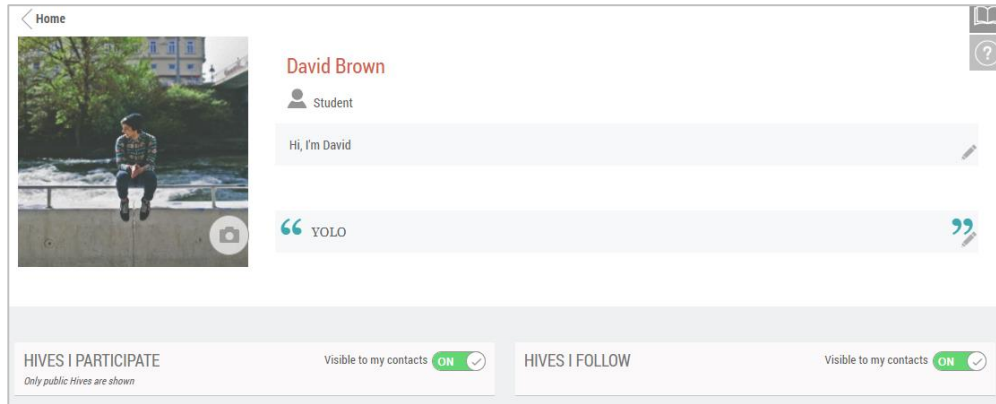 Home
David Brown
Student
Hi, I'm David
“ YOLO ”
HIVES I PARTICIPATE
Visible to my contacts ON
Only public Hives are shown
HIVES I FOLLOW
Visible to my contacts ON